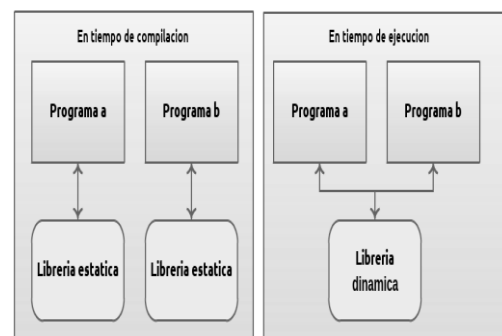 En tiempo de compilacion
Programa a
Programa b
Libreria estatica
Libreria estatica
En tiempo de ejecucion
Programa a
Programa b
Libreria
dinamica